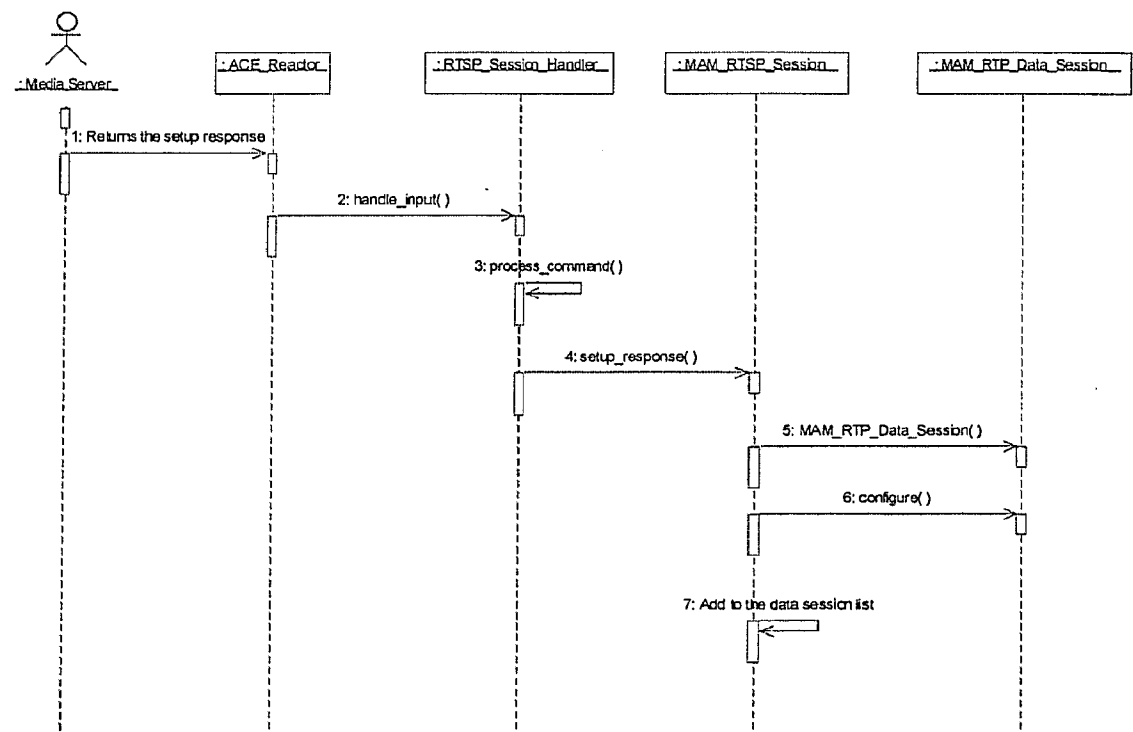 : Media Server
: ACE_Reactor
: RTSP_Session_Handler
: MAM_RTSP_Session
: MAM_RTP_Data_Session
1: Returns the setup response
2: handle_input( )
3: process_command( )
4: setup_response( )
5: MAM_RTP_Data_Session( )
6: configure( )
7: Add to the data session list